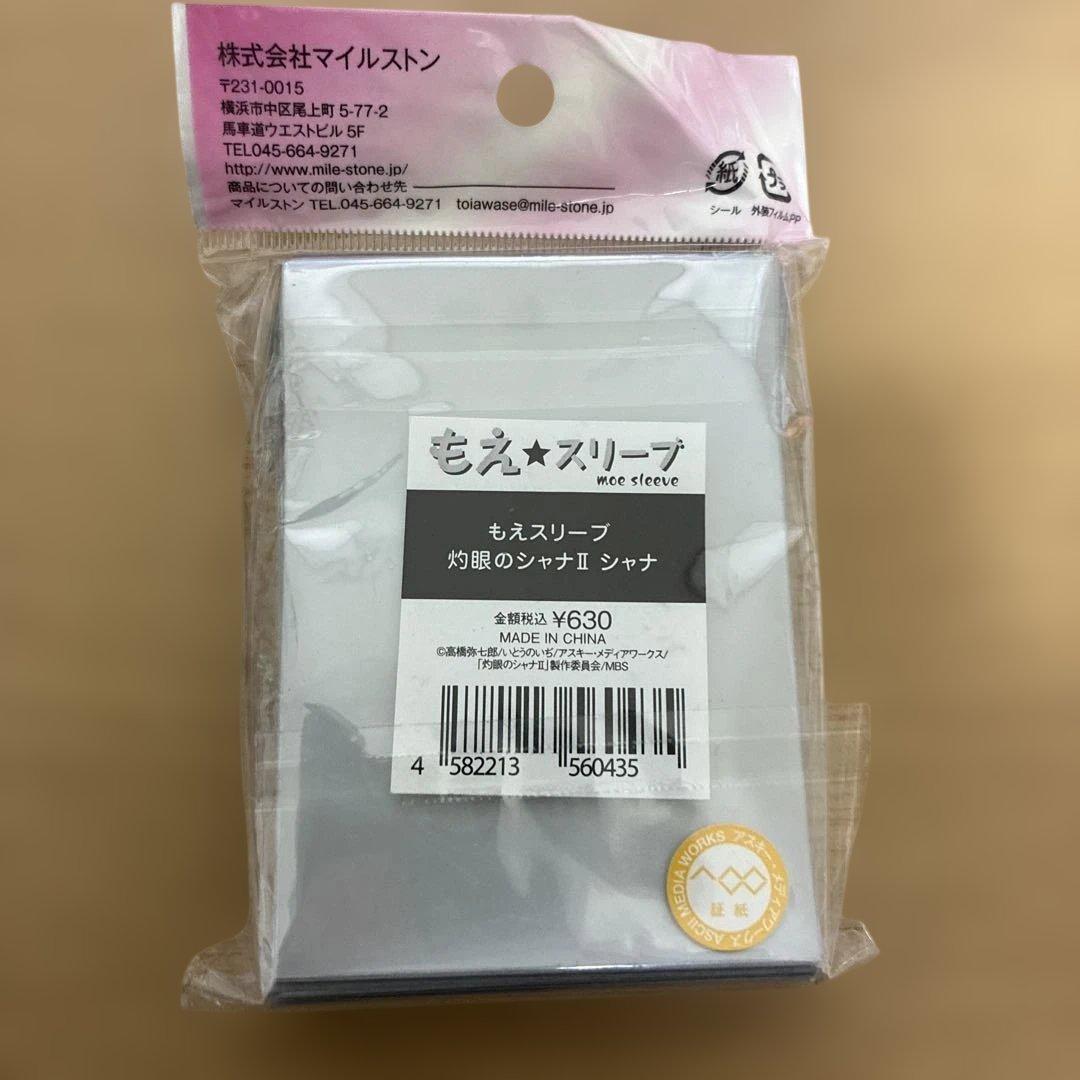 株式会社マイルストン
〒231-0015
横浜市中区尾上町 5-77-2
馬車道ウエストビル 5F
TEL045-664-9271
http://www.mile-stone.jp/
商品についての問い合わせ先
マイルストン TEL.045-664-9271 toiawase@mile-stone.jp
紙
プラ
シール 外装フィルム,PP
もえ★スリーブ
moe sleeve
もえスリーブ
灼眼のシャナⅡ シャナ
金額税込 ¥630
MADE IN CHINA
©高橋弥七郎/いとうのいぢ/アスキー・メディアワークス/
「灼眼のシャナⅡ」製作委員会/MBS
4 582213 560435
ASCII MEDIA WORKS アスキー・メディアワークス
証紙